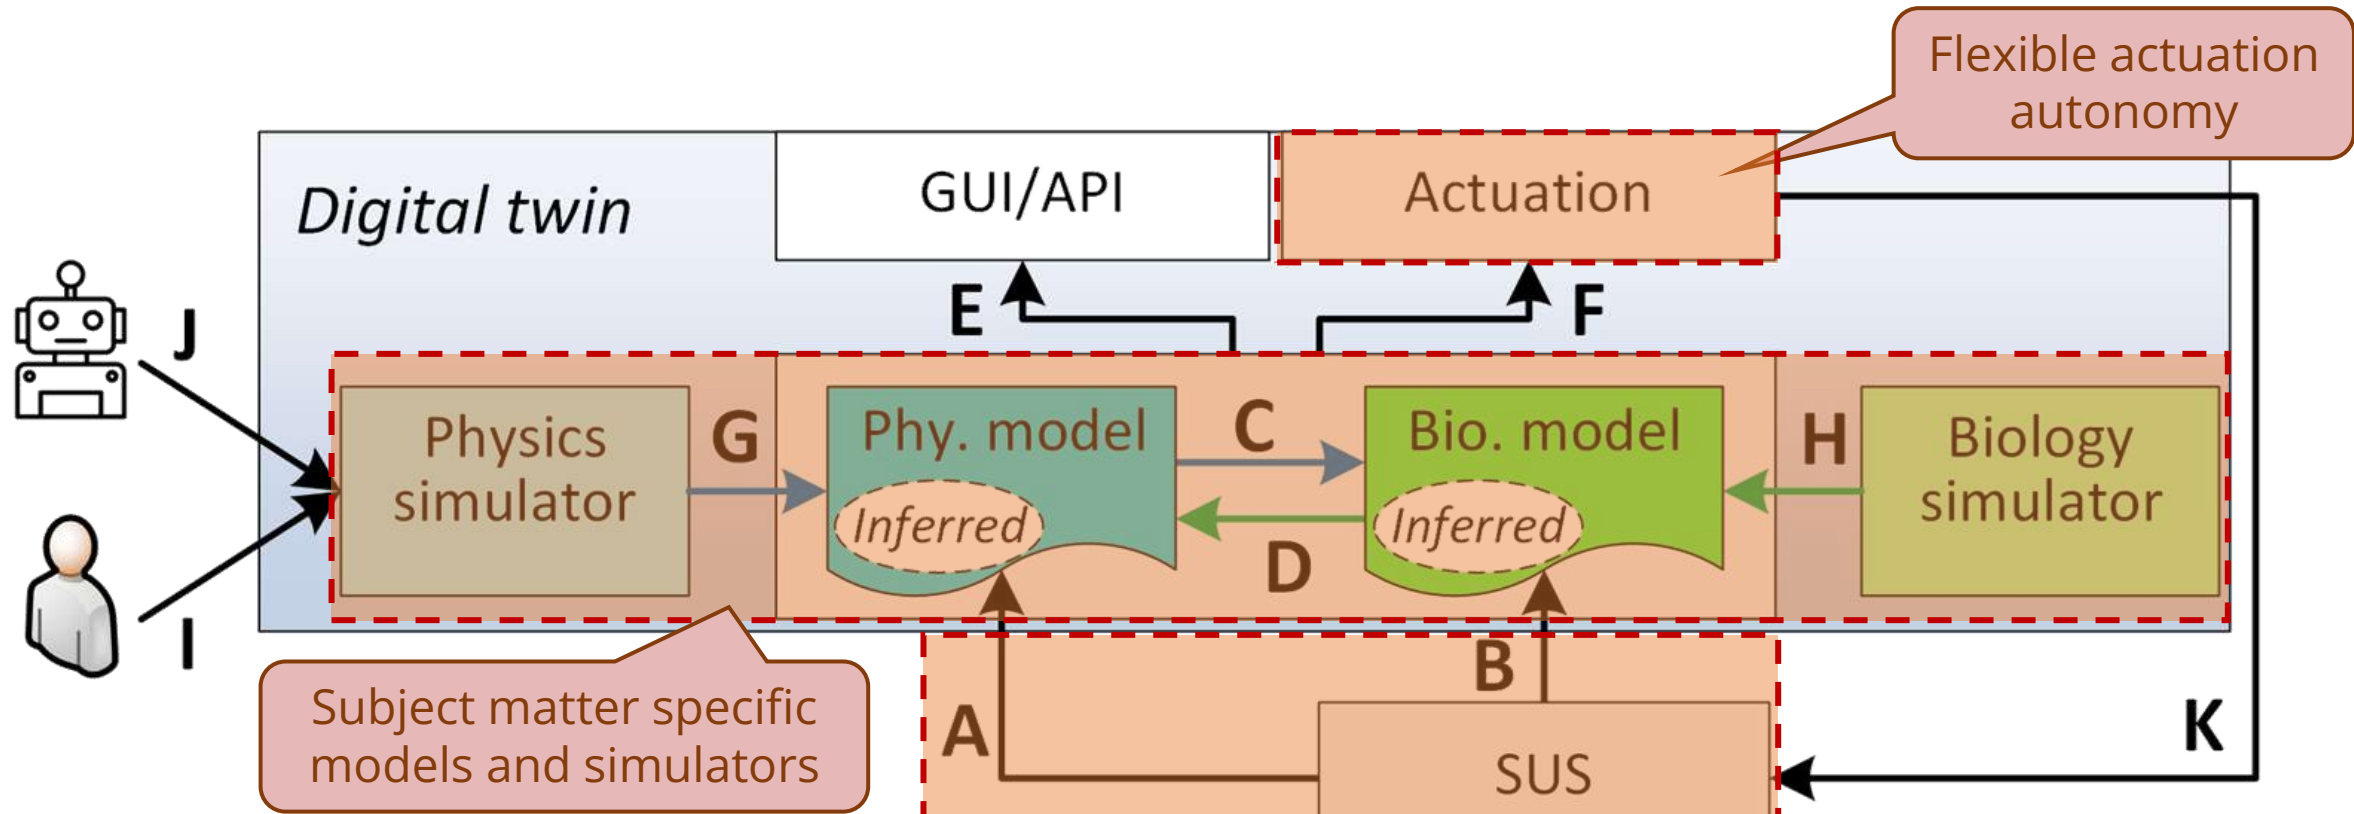 Flexible actuation
autonomy
Digital twin
GUI/API
Actuation
E
F
J
Physics
simulator
G
Phy. model
Inferred
C
D
Bio. model
Inferred
H
Biology
simulator
I
Subject matter specific
models and simulators
A
B
SUS
K